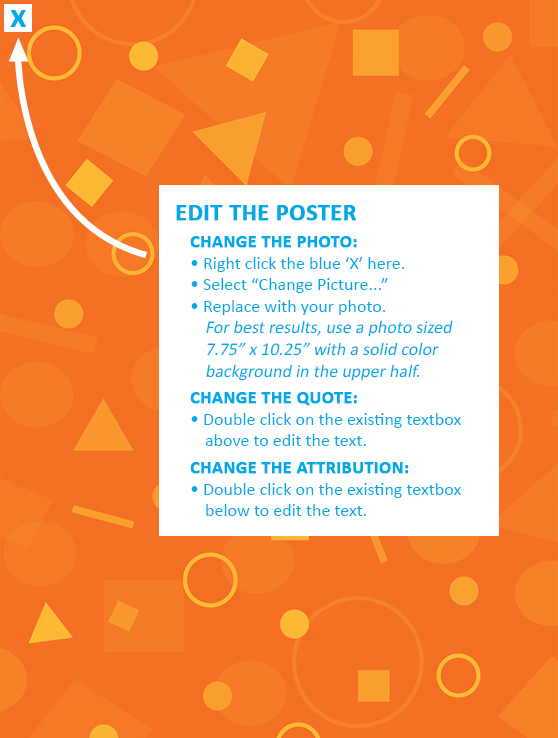 X
EDIT THE POSTER
CHANGE THE PHOTO:
• Right click the blue ‘X’ here.
• Select “Change Picture...”
• Replace with your photo.
For best results, use a photo sized
7.75” x 10.25” with a solid color
background in the upper half.
CHANGE THE QUOTE:
• Double click on the existing textbox
above to edit the text.
CHANGE THE ATTRIBUTION:
• Double click on the existing textbox
below to edit the text.